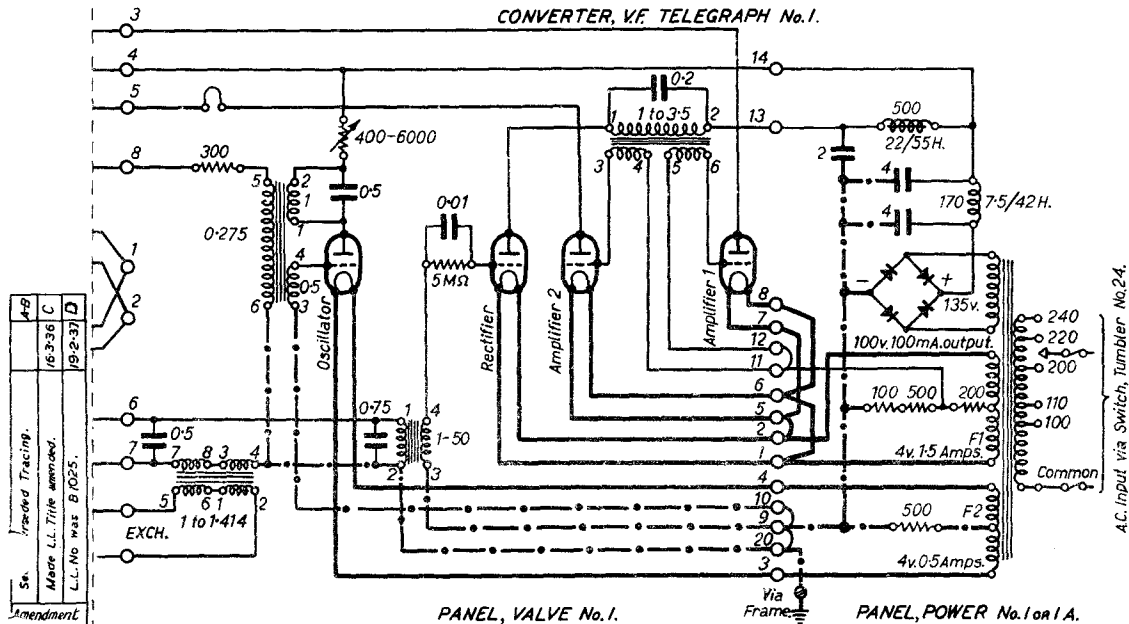 CONVERTER, V.F. TELEGRAPH No.1.
3
4
5
8
300
400-6000
0·5
5
2
1
1
0·275
4
0·5
6
3
Oscillator
0·01
5MΩ
Rectifier
Amplifier 2
Amplifier 1
0·2
1 to 3·5
1
2
3
4
5
6
14
13
500
22/55H.
2
4
4
170
7·5/42H.
–
+
135v.
100v.100mA.output.
8
7
12
11
6
5
2
1
4
10
9
20
3
100
500
200
F1
4v.1·5Amps.
F2
500
4v.0·5Amps.
240
220
200
110
100
Common
A.C. Input via Switch, Tumbler No.24.
1
2
6
0·5
7
7
8
3
4
5
6
1
2
1 to 1·414
EXCH.
0·75
1
4
1-50
2
3
Via
Frame
PANEL, VALVE No.1.
PANEL, POWER No.1 or 1A.
A-B
Tracing.
16·3·36
C
Made L.L. Title amended.
19·2·37
D
L.L. No was B1025.
Amendment